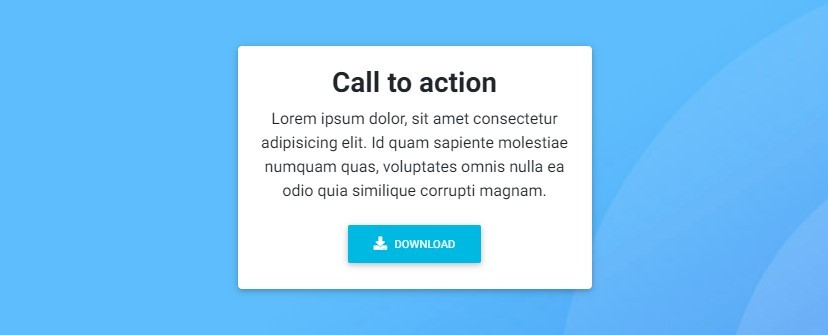 Call to action
Lorem ipsum dolor, sit amet consectetur
adipisicing elit. Id quam sapiente molestiae
numquam quas, voluptates omnis nulla ea
odio quia similique corrupti magnam.
DOWNLOAD